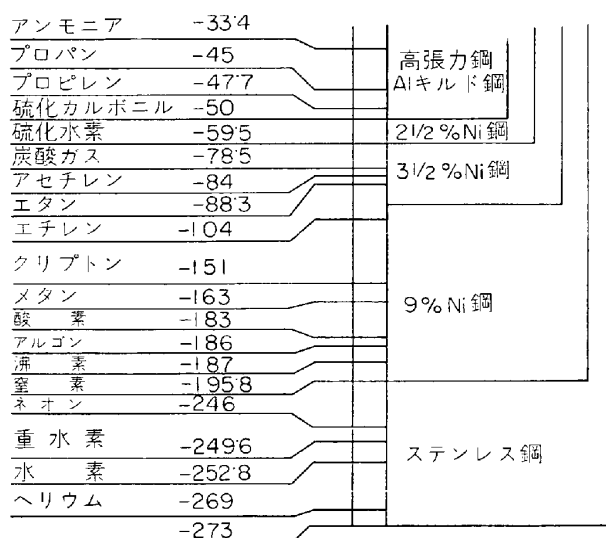 アンモニア -33.4
プロパン -45
プロピレン -47.7
硫化カルボニル -50
硫化水素 -59.5
炭酸ガス -78.5
アセチレン -84
エタン -88.3
エチレン -104
クリプトン -151
メタン -163
酸素 -183
アルゴン -186
沸素 -187
窒素 -195.8
ネオン -246
重水素 -249.6
水素 -252.8
ヘリウム -269
-273
高張力鋼
Alキルド鋼
2 1/2 %Ni鋼
3 1/2 %Ni鋼
9%Ni鋼
ステンレス鋼